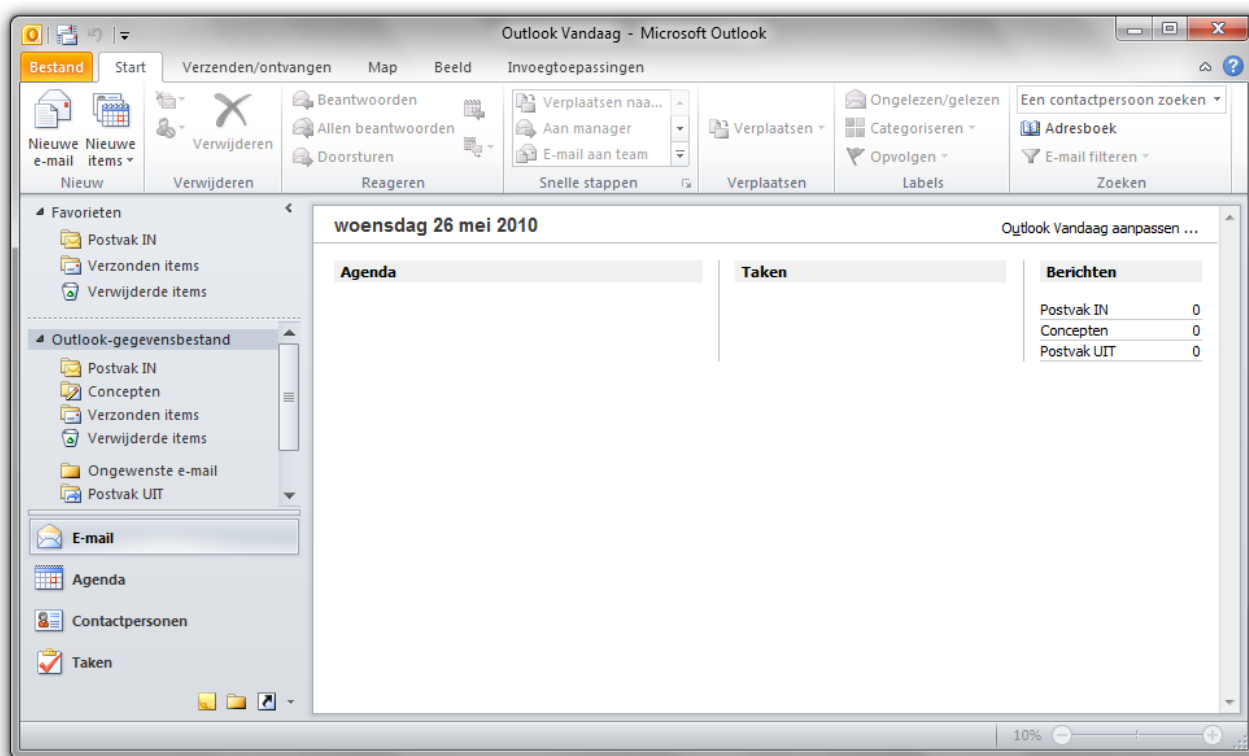 Outlook Vandaag - Microsoft Outlook
Bestand Start Verzenden/ontvangen Map Beeld Invoegtoepassingen
Nieuwe e-mail
Nieuwe items
Nieuw
Verwijderen
Verwijderen
Beantwoorden
Allen beantwoorden
Doorsturen
Reageren
Verplaatsen naa...
Aan manager
E-mail aan team
Snelle stappen
Verplaatsen
Verplaatsen
Ongelezen/gelezen
Categoriseren
Opvolgen
Labels
Een contactpersoon zoeken
Adresboek
E-mail filteren
Zoeken
Favorieten
Postvak IN
Verzonden items
Verwijderde items
Outlook-gegevensbestand
Postvak IN
Concepten
Verzonden items
Verwijderde items
Ongewenste e-mail
Postvak UIT
E-mail
Agenda
Contactpersonen
Taken
woensdag 26 mei 2010
Outlook Vandaag aanpassen ...
Agenda
Taken
Berichten
Postvak IN 0
Concepten 0
Postvak UIT 0
10%